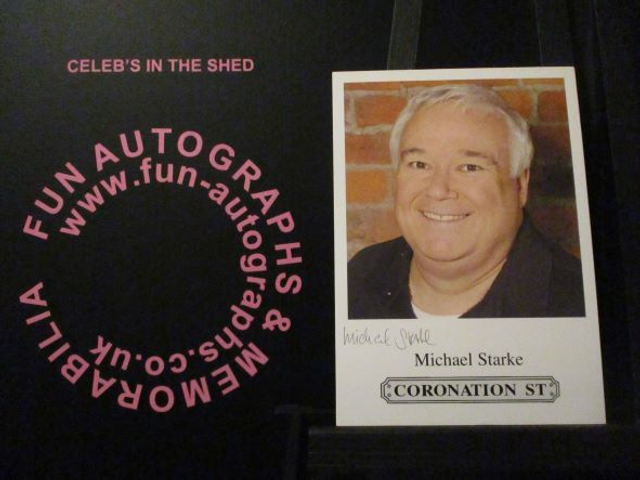 CELEB'S IN THE SHED
FUN AUTOGRAPHS & MEMORABILIA
www.fun-autographs.co.uk
Michael Starke
Michael Starke
CORONATION ST